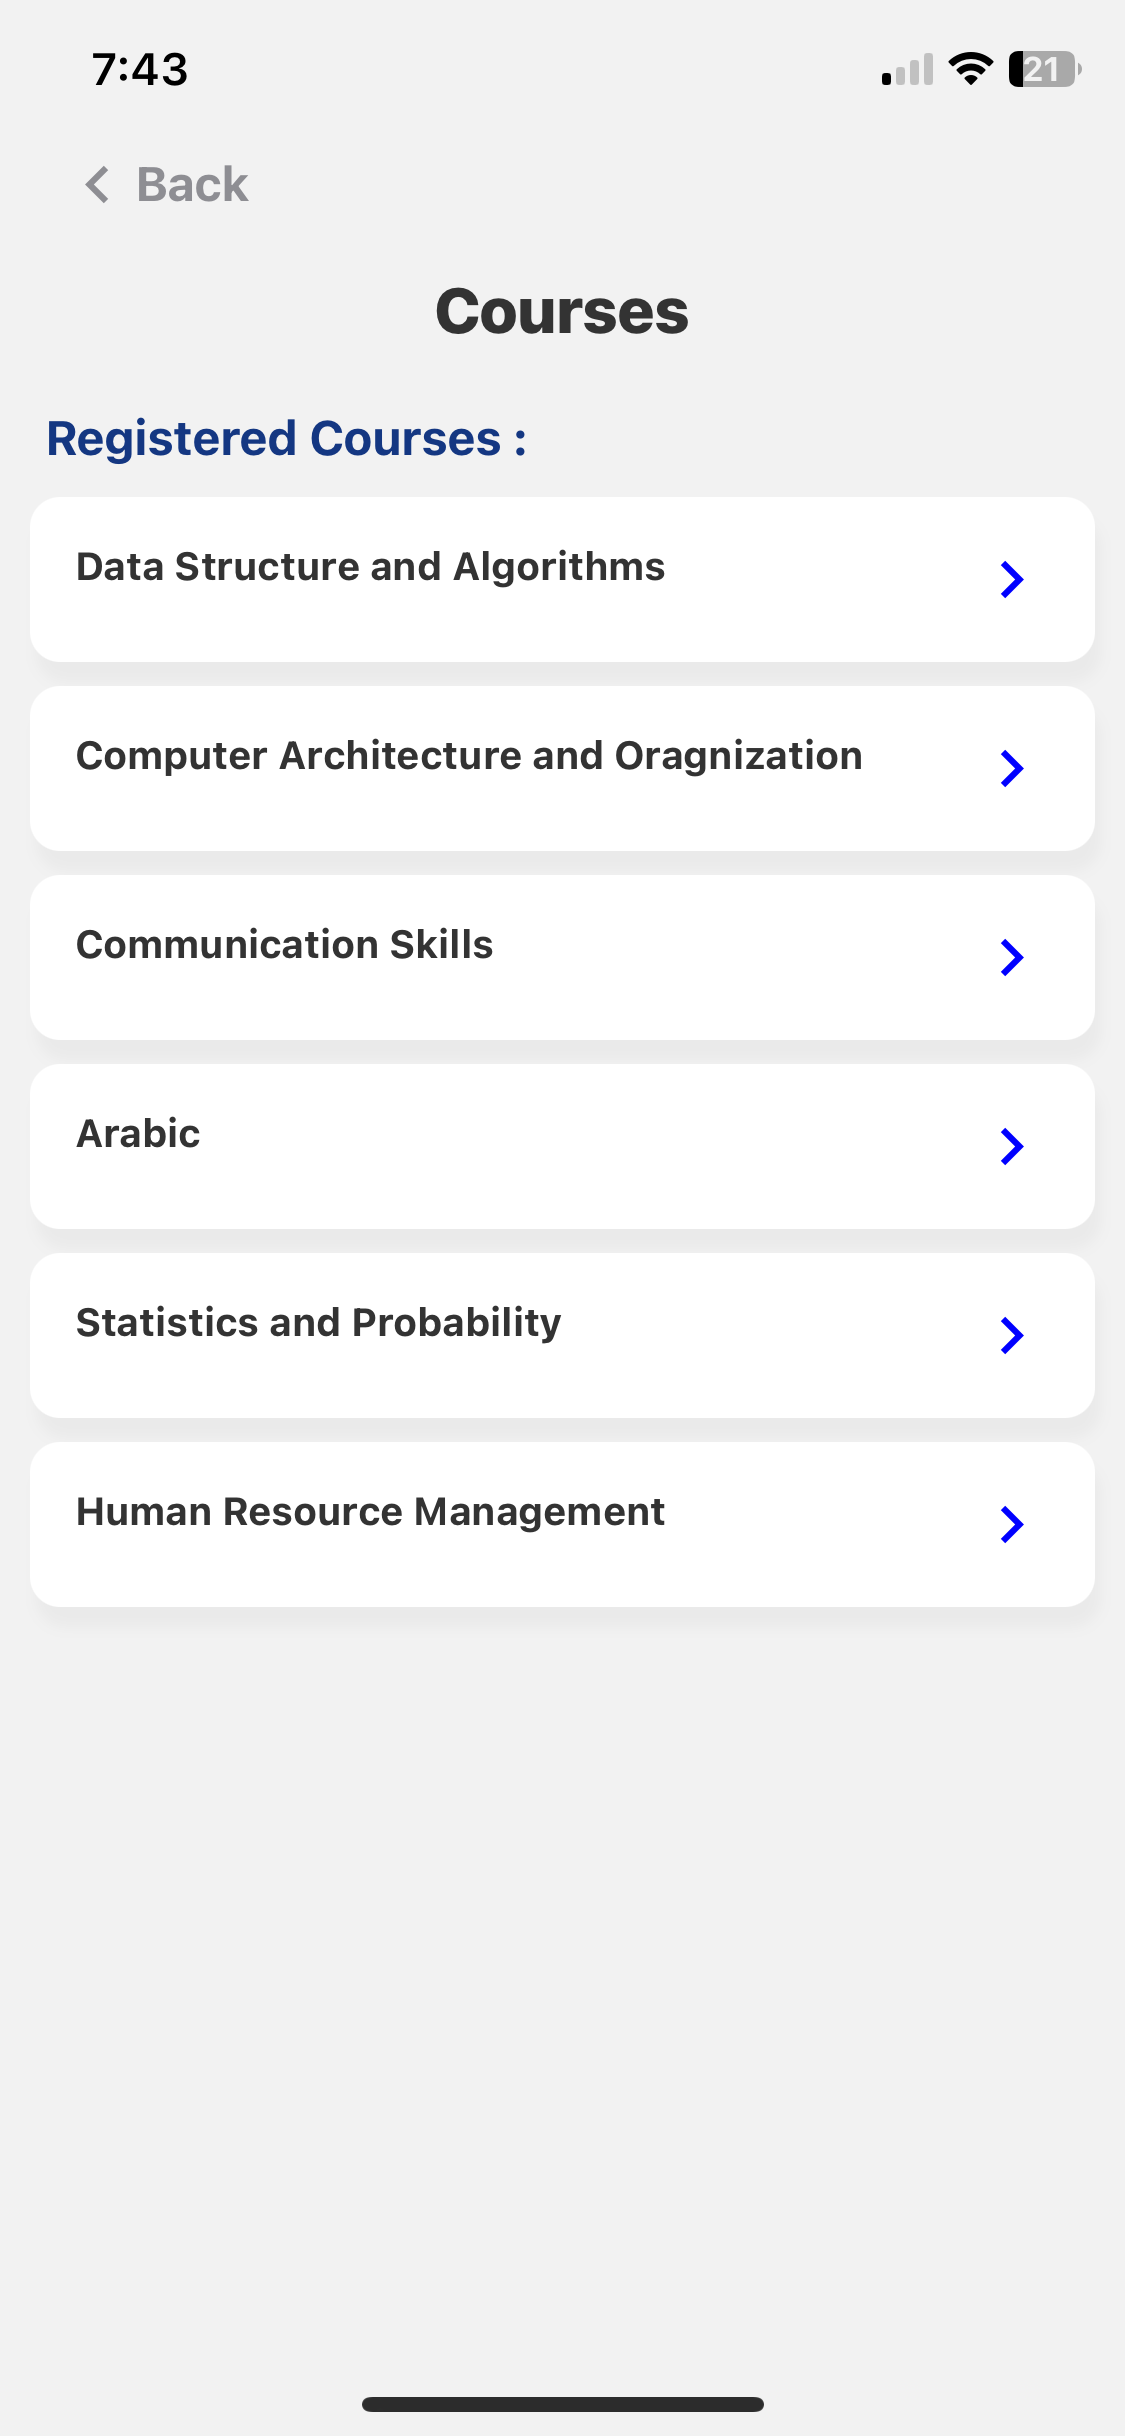 7:43
21
Back
Courses
Registered Courses :
Data Structure and Algorithms
Computer Architecture and Oragnization
Communication Skills
Arabic
Statistics and Probability
Human Resource Management